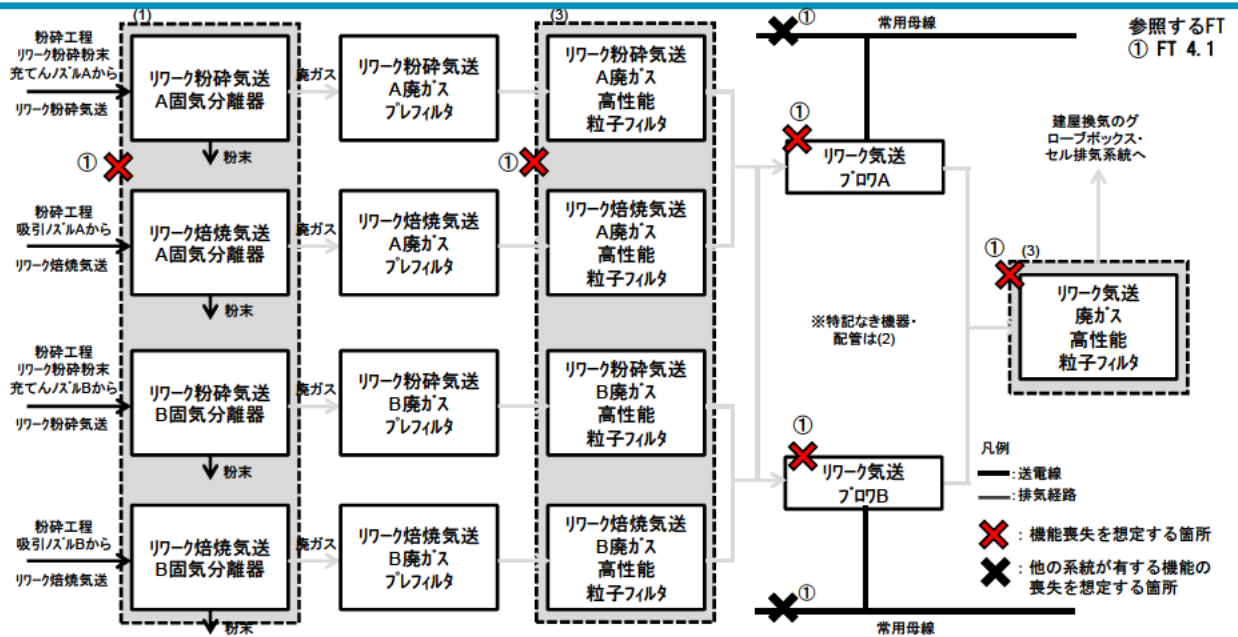 (1)
(3)
①
常用母線
参照するFT
① FT 4.1
粉砕工程
リワーク粉砕粉末
充てんノズルAから
リワーク粉砕気送
リワーク粉砕気送
A固気分離器
粉末
廃ガス
リワーク粉砕気送
A廃ガス
プレフィルタ
リワーク粉砕気送
A廃ガス
高性能
粒子フィルタ
①
①
①
リワーク気送
ブロワA
建屋換気のグ
ローブボックス・
セル排気系統へ
粉砕工程
吸引ノズルAから
リワーク焙焼気送
リワーク焙焼気送
A固気分離器
粉末
廃ガス
リワーク焙焼気送
A廃ガス
プレフィルタ
リワーク焙焼気送
A廃ガス
高性能
粒子フィルタ
①
(3)
リワーク気送
廃ガス
高性能
粒子フィルタ
※特記なき機器・
配管は(2)
粉砕工程
リワーク粉砕粉末
充てんノズルBから
リワーク粉砕気送
リワーク粉砕気送
B固気分離器
粉末
廃ガス
リワーク粉砕気送
B廃ガス
プレフィルタ
リワーク粉砕気送
B廃ガス
高性能
粒子フィルタ
①
リワーク気送
ブロワB
凡例
:送電線
:排気経路
粉砕工程
吸引ノズルBから
リワーク焙焼気送
リワーク焙焼気送
B固気分離器
粉末
廃ガス
リワーク焙焼気送
B廃ガス
プレフィルタ
リワーク焙焼気送
B廃ガス
高性能
粒子フィルタ
: 機能喪失を想定する箇所
: 他の系統が有する機能の
喪失を想定する箇所
①
常用母線